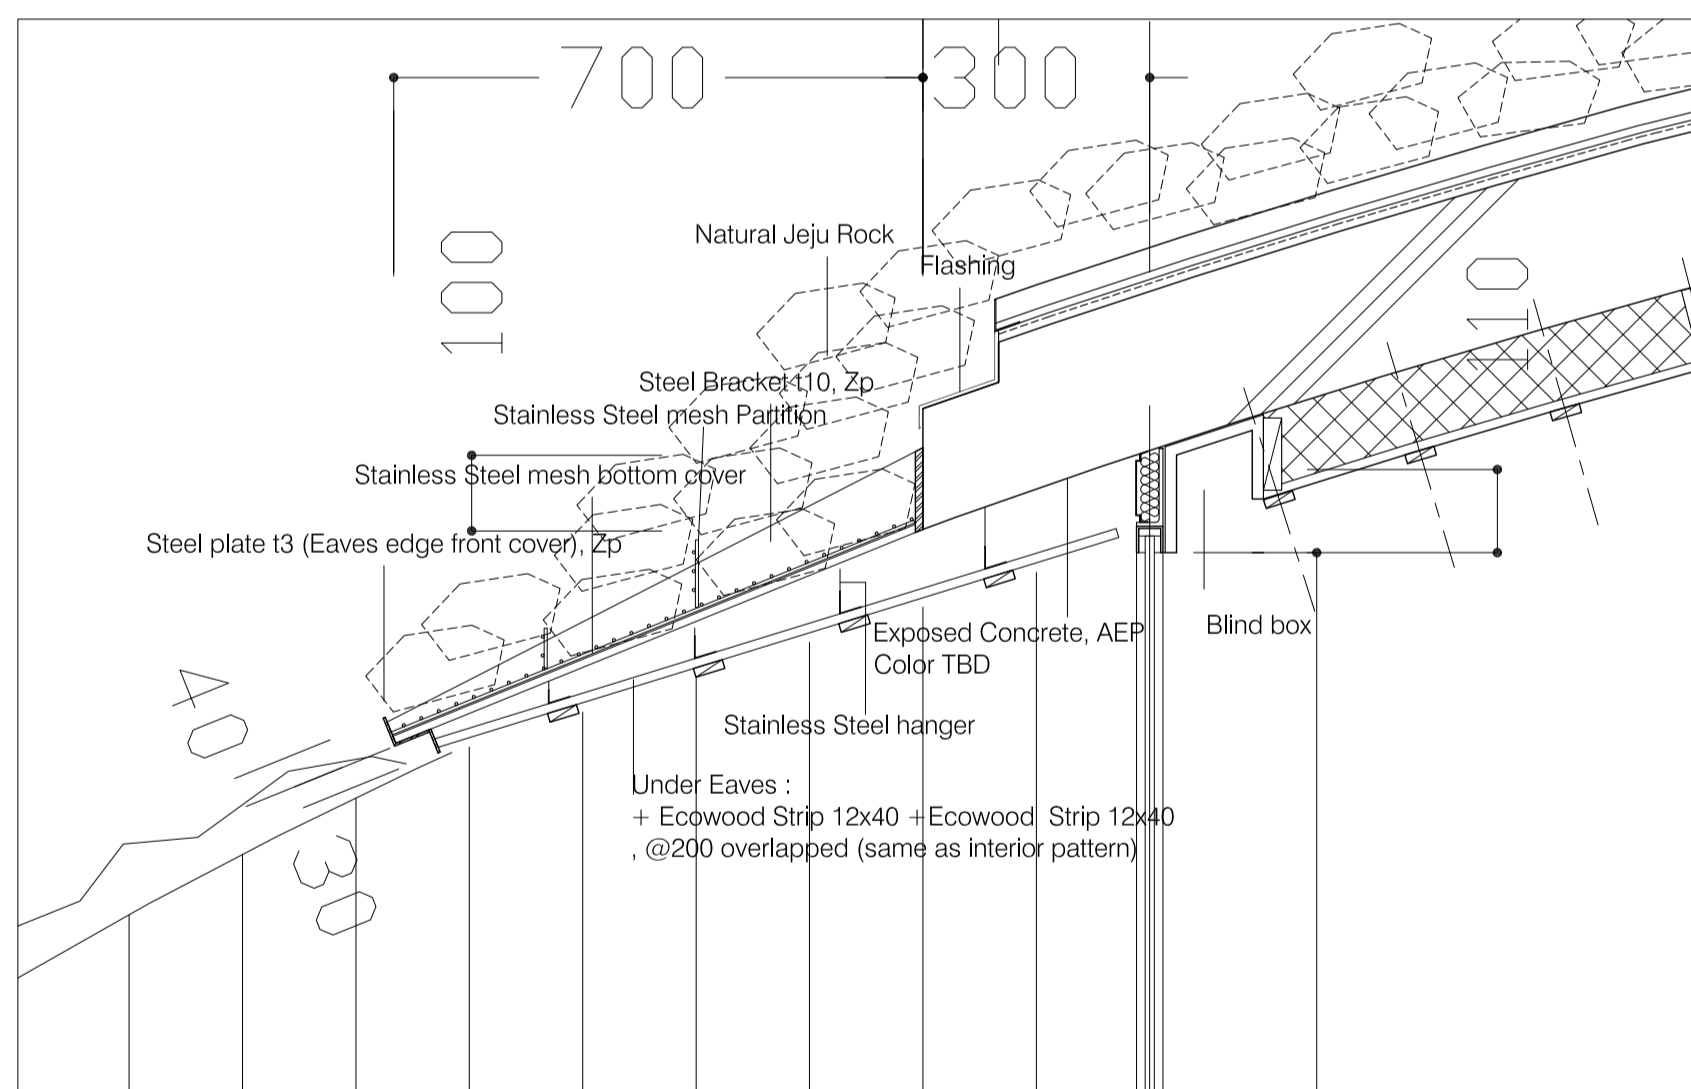 700
300
100
Natural Jeju Rock
Flashing
110
Steel Bracket t10, Zp
Stainless Steel mesh Partition
Stainless Steel mesh bottom cover
Steel plate t3 (Eaves edge front cover), Zp
Exposed Concrete, AEP
Color TBD
Blind box
40
Stainless Steel hanger
Under Eaves :
+ Ecowood Strip 12x40 +Ecowood Strip 12x40
, @200 overlapped (same as interior pattern)
30